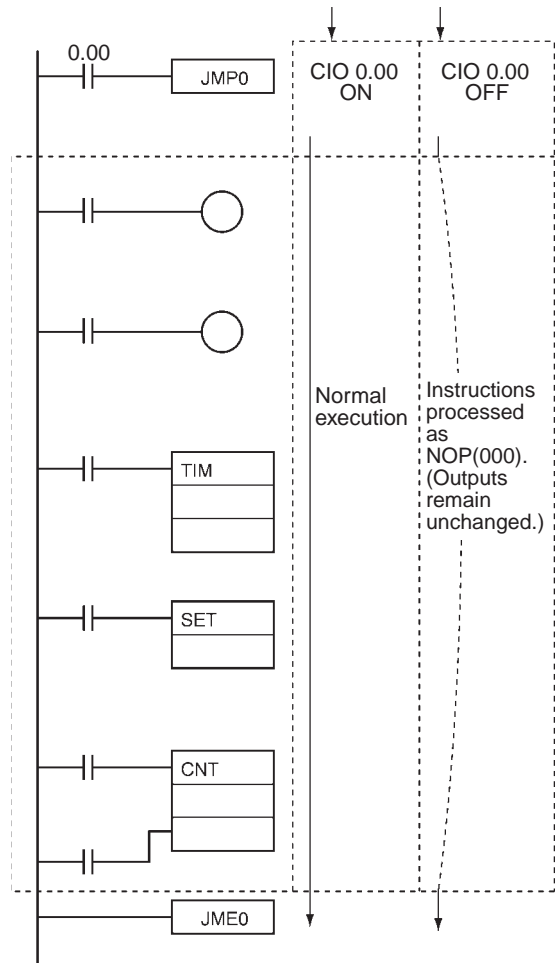 0.00
JMP0
CIO 0.00
ON
CIO 0.00
OFF
Normal
execution
Instructions
processed
as
NOP(000).
(Outputs
remain
unchanged.)
TIM
SET
CNT
JME0